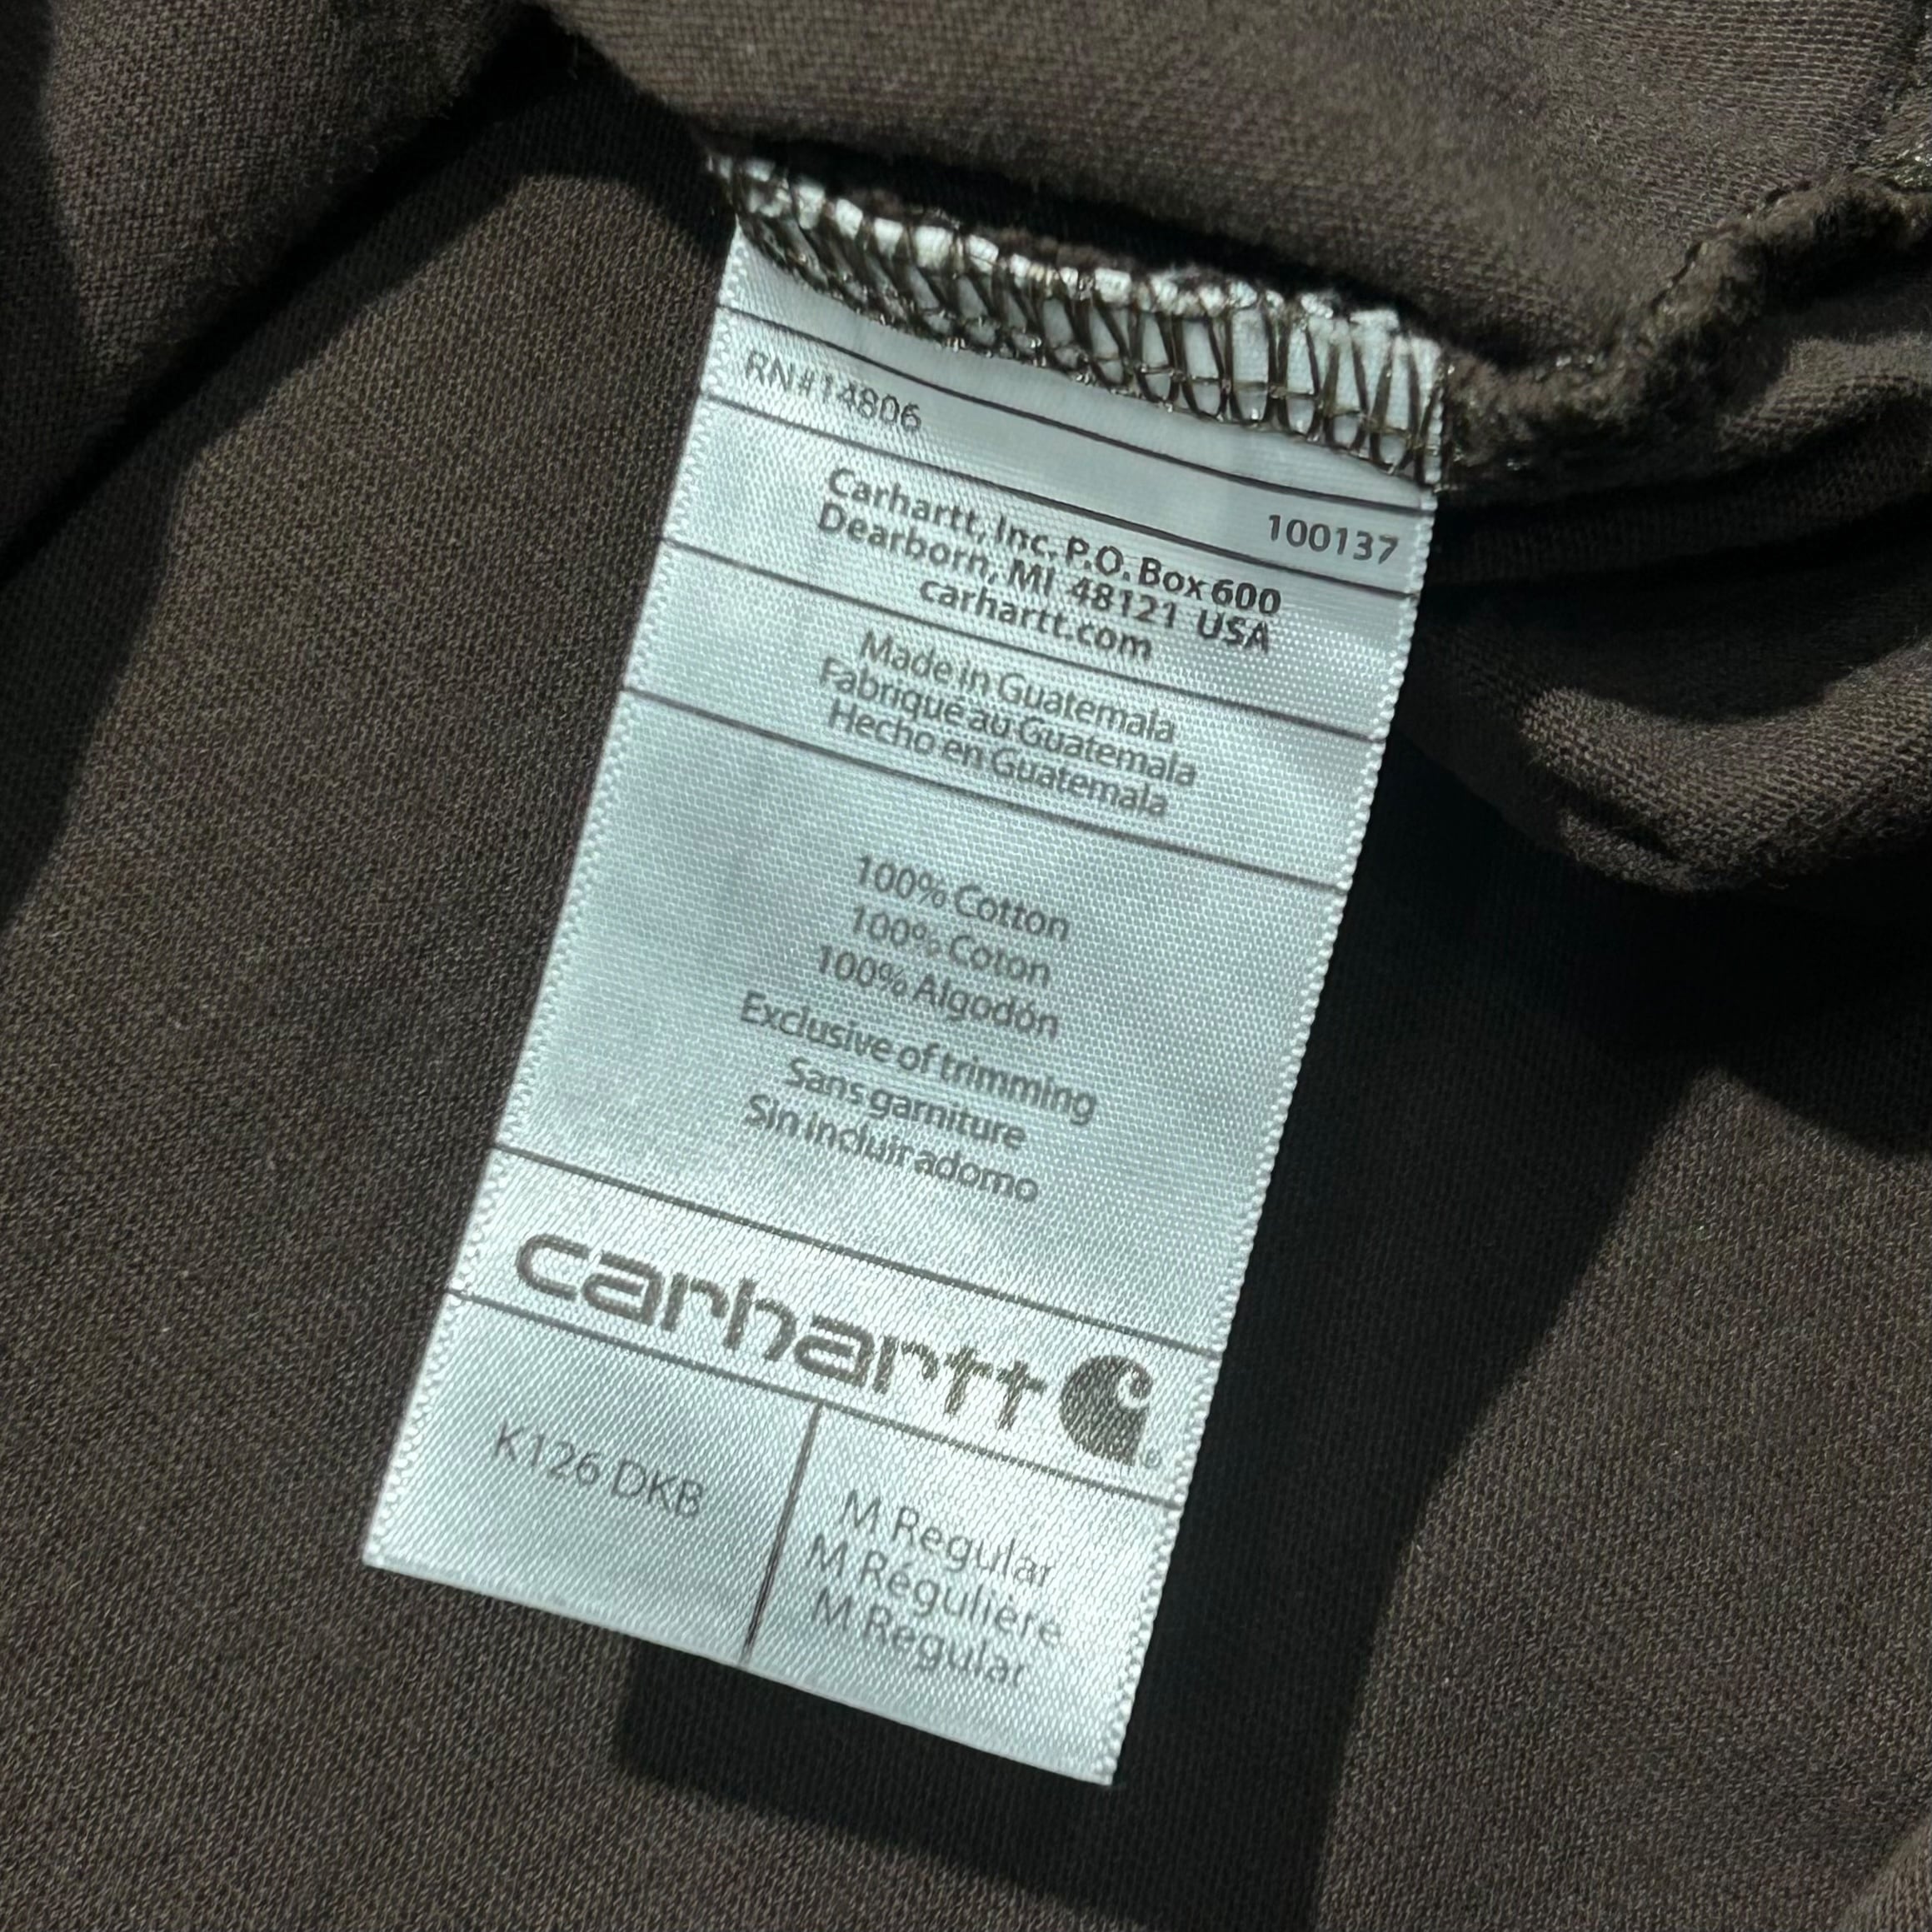 RN#14806
100137
Carhartt, Inc. P.O. Box 600
Dearborn, MI 48121 USA
carhartt.com
Made in Guatemala
Fabriqué au Guatemala
Hecho en Guatemala
100% Cotton
100% Coton
100% Algodón
Exclusive of trimming
Sans garniture
Sin incluir adorno
carhartt
K126 DKB
M Regular
M Régulière
M Regular